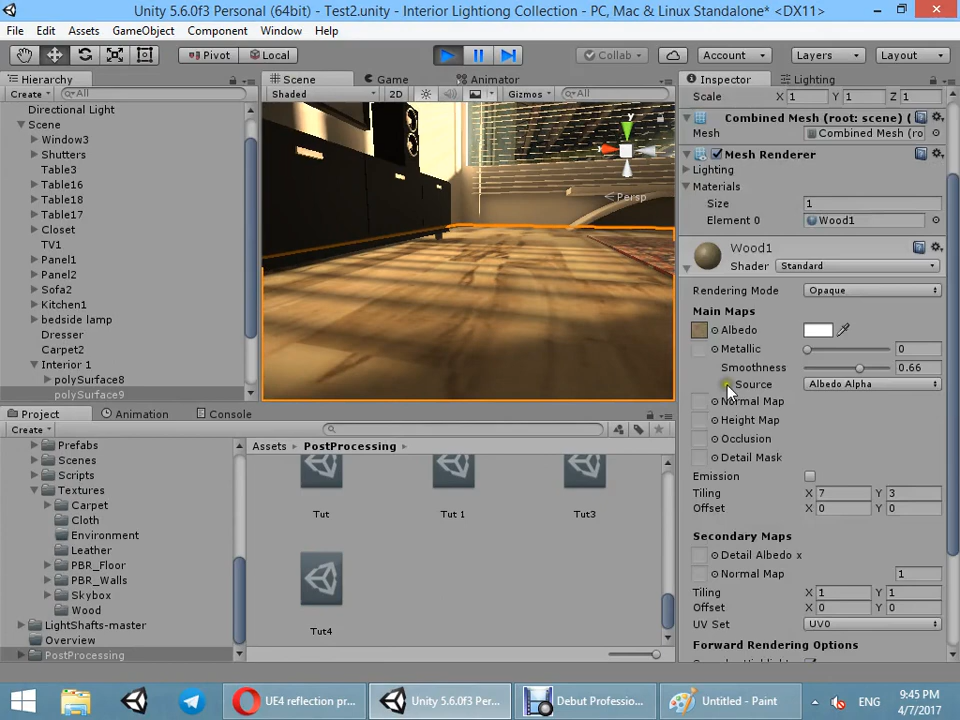 Unity 5.6.0f3 Personal (64bit) - Test2.unity - Interior Lightiong Collection - PC, Mac & Linux Standalone* <DX11>
File Edit Assets GameObject Component Window Help
Pivot Local Collab Account Layers Layout
Hierarchy
Create All
Directional Light
Scene
Window3
Shutters
Table3
Table16
Table18
Table17
Closet
TV1
Panel1
Panel2
Sofa2
Kitchen1
bedside lamp
Dresser
Carpet2
Interior 1
polySurface8
polySurface9
Scene Game Animator
Shaded 2D Gizmos All
y
Persp
Inspector Lighting
Scale X 1 Y 1 Z 1
Combined Mesh (root: scene) (
Mesh Combined Mesh (ro
Mesh Renderer
Lighting
Materials
Size 1
Element 0 Wood1
Wood1
Shader Standard
Rendering Mode Opaque
Main Maps
Albedo
Metallic 0
Smoothness 0.66
Source Albedo Alpha
Normal Map
Height Map
Occlusion
Detail Mask
Emission
Tiling X 7 Y 3
Offset X 0 Y 0
Secondary Maps
Detail Albedo x
Normal Map 1
Tiling X 1 Y 1
Offset X 0 Y 0
UV Set UV0
Forward Rendering Options
Project Animation Console
Create
Prefabs
Scenes
Scripts
Textures
Carpet
Cloth
Environment
Leather
PBR_Floor
PBR_Walls
Skybox
Wood
LightShafts-master
Overview
PostProcessing
Assets PostProcessing
Tut Tut 1 Tut3
Tut4
UE4 reflection pr... Unity 5.6.0f3 Per... Debut Professio... Untitled - Paint
ENG 9:45 PM
4/7/2017